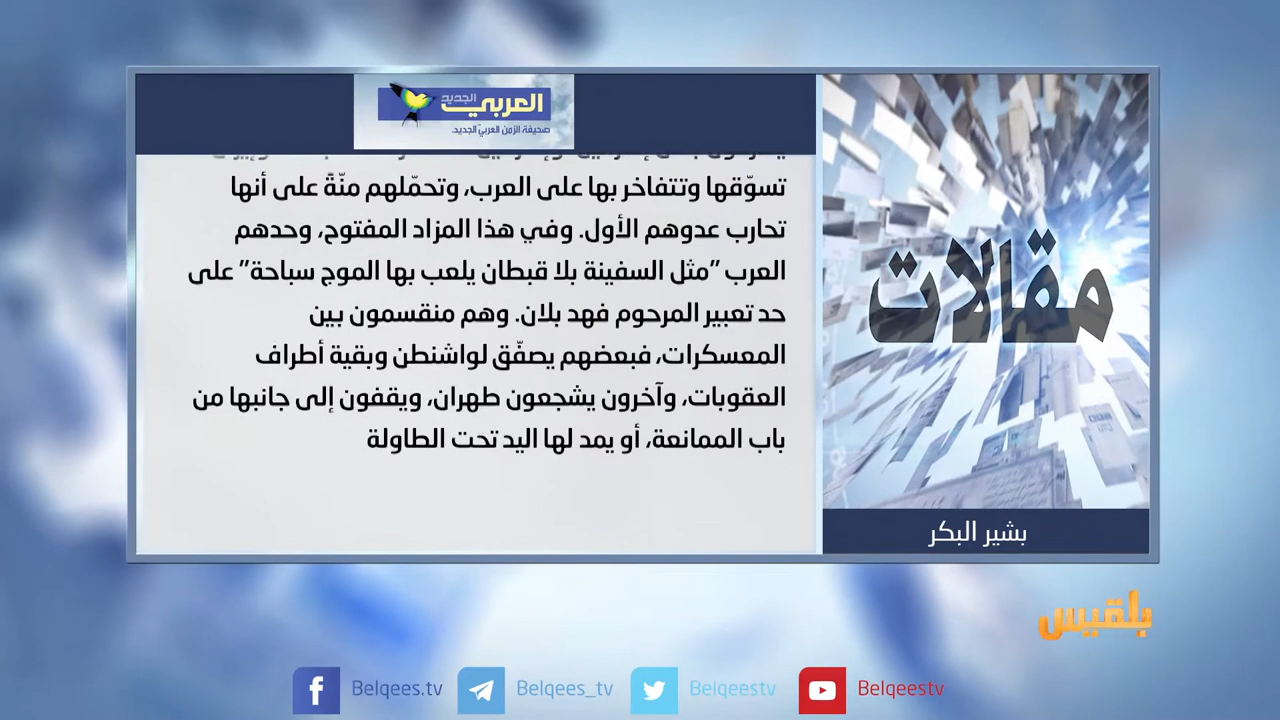 العربي الجديد
صحيفة الزمن العربيّ الجديد.
تسوّقها وتتفاخر بها على العرب، وتحمّلهم منّةً على أنها
تحارب عدوهم الأول. وفي هذا المزاد المفتوح، وحدهم
العرب "مثل السفينة بلا قبطان يلعب بها الموج سباحة" على
حد تعبير المرحوم فهد بلان. وهم منقسمون بين
المعسكرات، فبعضهم يصفّق لواشنطن وبقية أطراف
العقوبات، وآخرون يشجعون طهران، ويقفون إلى جانبها من
باب الممانعة، أو يمد لها اليد تحت الطاولة
مقالات
بشير البكر
بلقيس
Belqees.tv
Belqees_tv
Belqeestv
Belqeestv